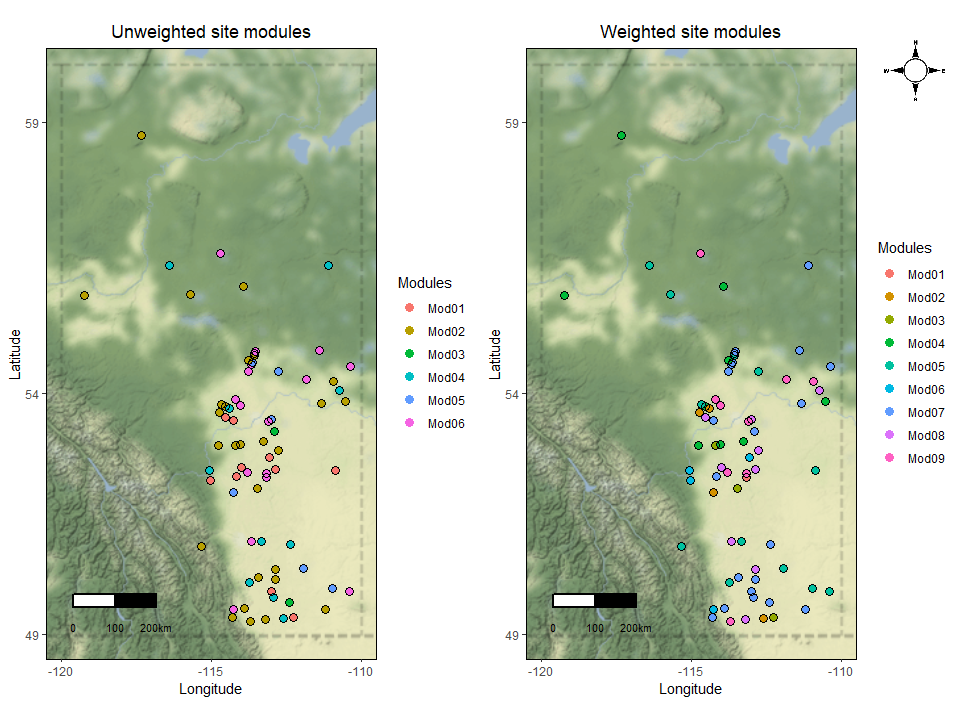 Unweighted site modules
Weighted site modules
N
W
E
59
54
49
Latitude
0
100
200km
-120
-115
-110
Longitude
Modules
Mod01
Mod02
Mod03
Mod04
Mod05
Mod06
59
54
49
Latitude
0
100
200km
-120
-115
-110
Longitude
Modules
Mod01
Mod02
Mod03
Mod04
Mod05
Mod06
Mod07
Mod08
Mod09